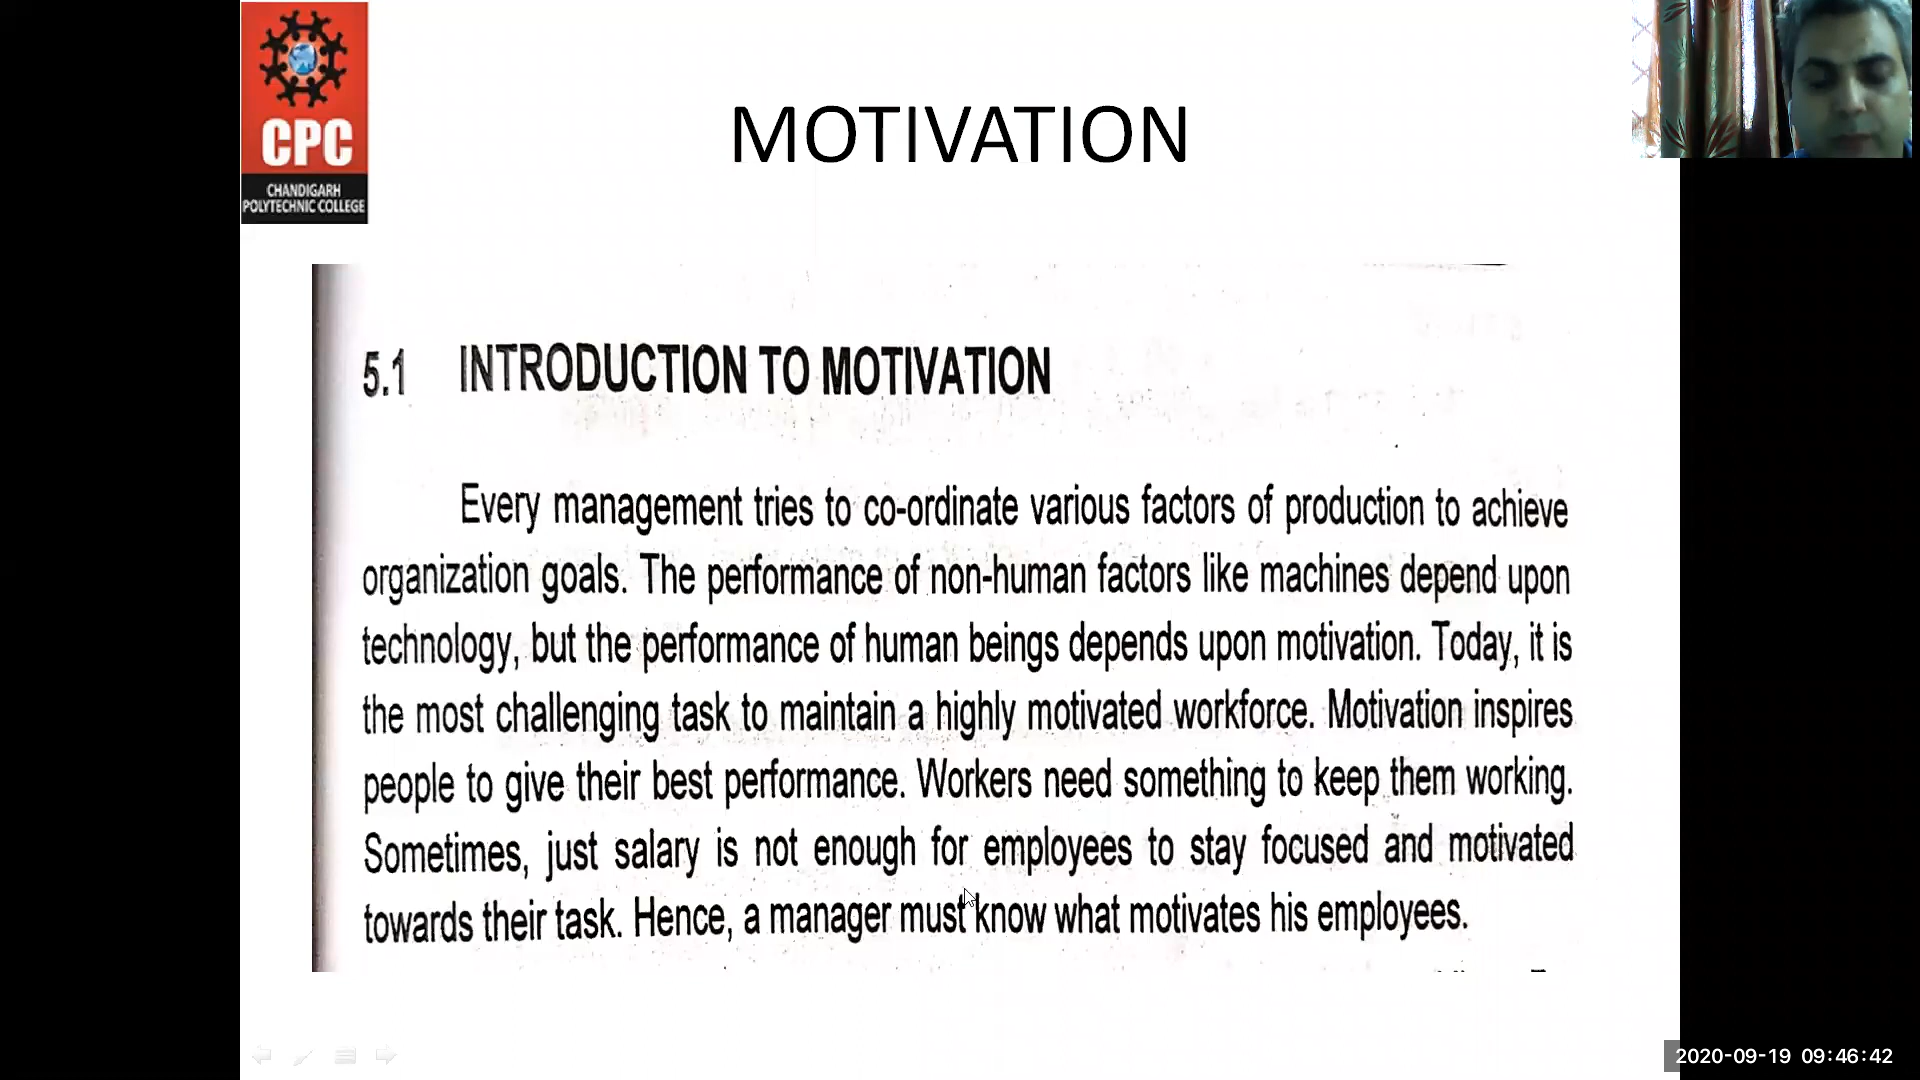 CPC
CHANDIGARH
POLYTECHNIC COLLEGE
MOTIVATION
5.1 INTRODUCTION TO MOTIVATION
Every management tries to co-ordinate various factors of production to achieve
organization goals. The performance of non-human factors like machines depend upon
technology, but the performance of human beings depends upon motivation. Today, it is
the most challenging task to maintain a highly motivated workforce. Motivation inspires
people to give their best performance. Workers need something to keep them working.
Sometimes, just salary is not enough for employees to stay focused and motivated
towards their task. Hence, a manager must know what motivates his employees.
2020-09-19 09:46:42